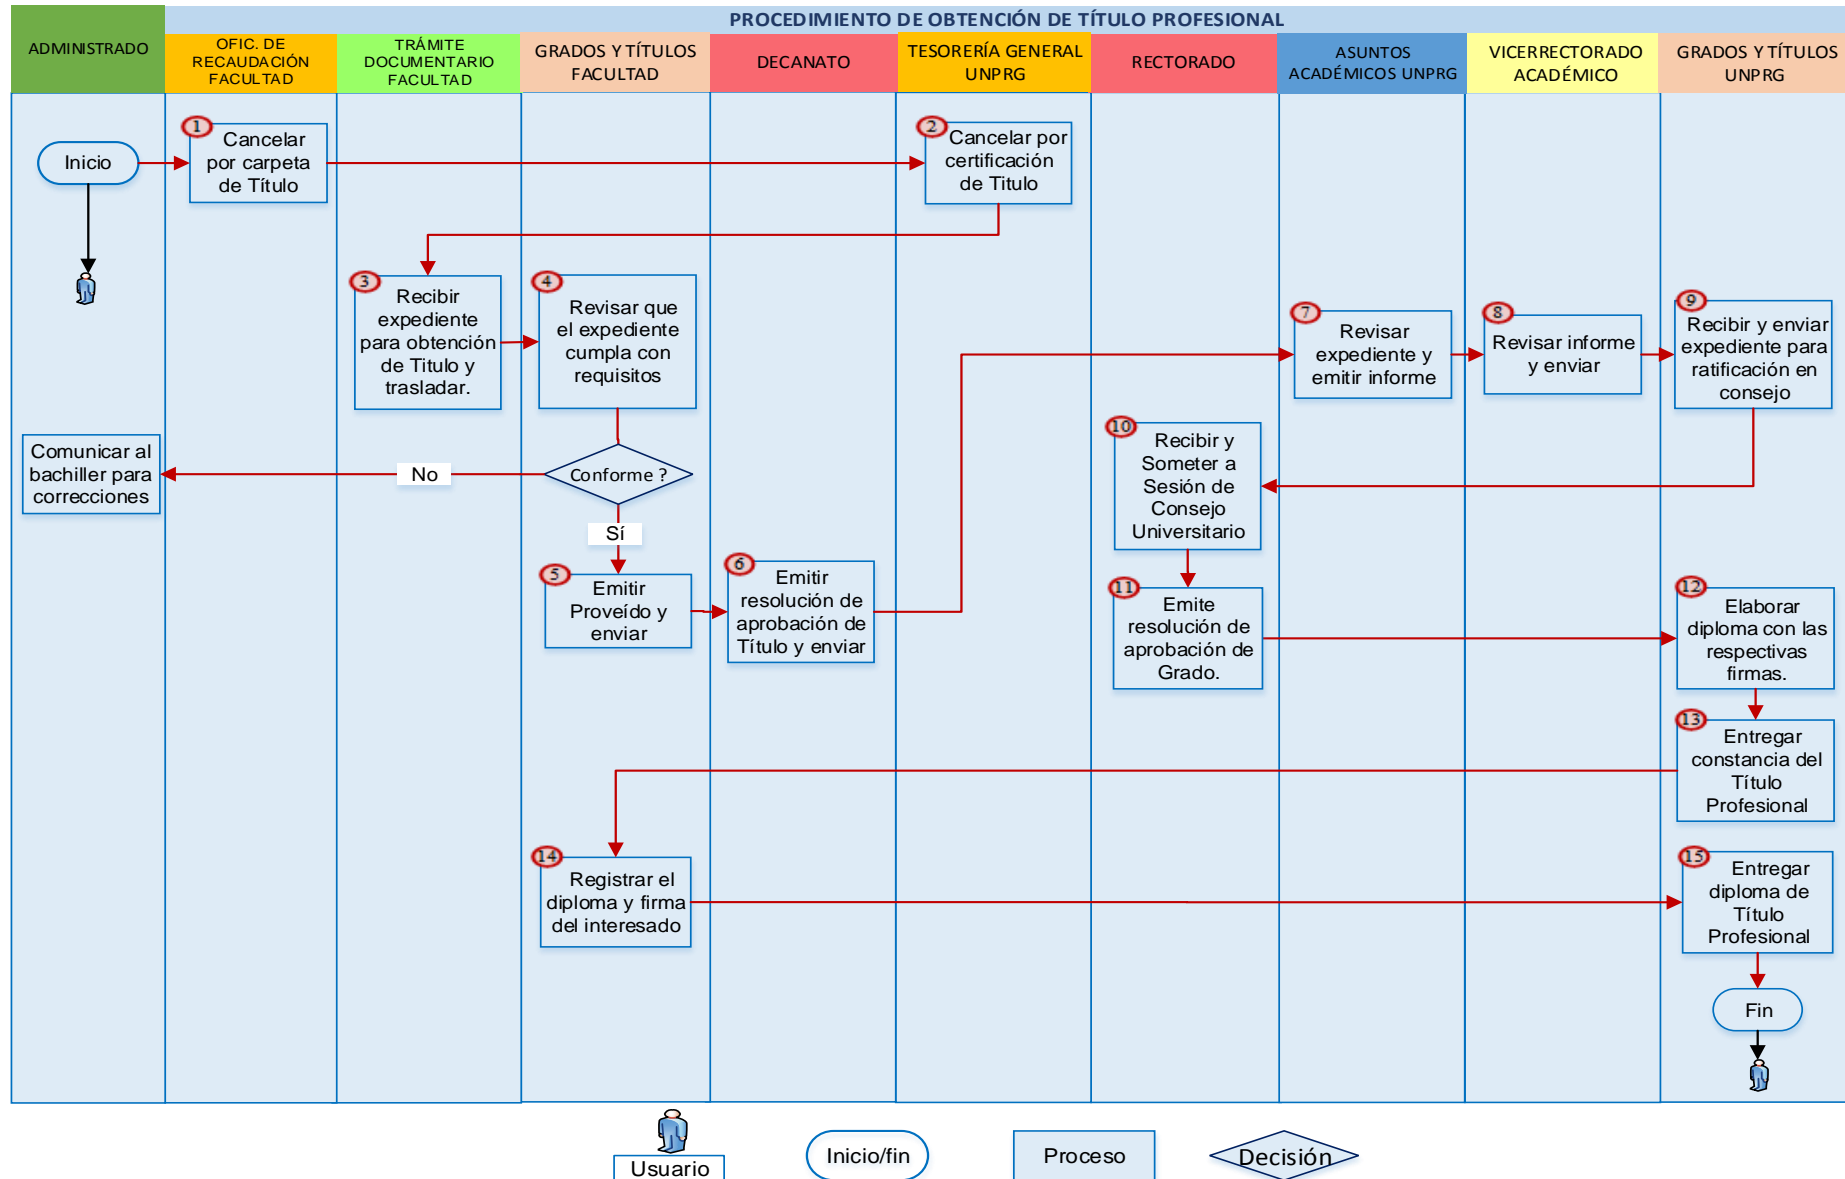 PROCEDIMIENTO DE OBTENCIÓN DE TÍTULO PROFESIONAL
ADMINISTRADO
OFIC. DE
RECAUDACIÓN
FACULTAD
TRÁMITE
DOCUMENTARIO
FACULTAD
GRADOS Y TÍTULOS
FACULTAD
DECANATO
TESORERÍA GENERAL
UNPRG
RECTORADO
ASUNTOS
ACADÉMICOS UNPRG
VICERRECTORADO
ACADÉMICO
GRADOS Y TÍTULOS
UNPRG
Inicio
1
Cancelar
por carpeta
de Título
2
Cancelar por
certificación
de Titulo
3
Recibir
expediente
para obtención
de Titulo y
trasladar.
4
Revisar que
el expediente
cumpla con
requisitos
7
Revisar
expediente y
emitir informe
8
Revisar informe
y enviar
9
Recibir y enviar
expediente para
ratificación en
consejo
Comunicar al
bachiller para
correcciones
No
Conforme ?
Sí
10
Recibir y
Someter a
Sesión de
Consejo
Universitario
5
Emitir
Proveído y
enviar
6
Emitir
resolución de
aprobación de
Título y enviar
11
Emite
resolución de
aprobación de
Grado.
12
Elaborar
diploma con las
respectivas
firmas.
13
Entregar
constancia del
Título
Profesional
14
Registrar el
diploma y firma
del interesado
15
Entregar
diploma de
Título
Profesional
Fin
Usuario
Inicio/fin
Proceso
Decisión